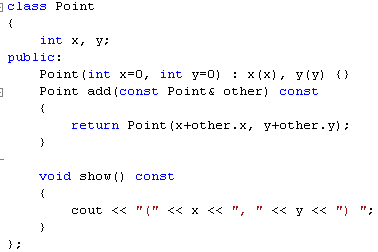 class Point
{
    int x, y;
public:
    Point(int x=0, int y=0) : x(x), y(y) {}
    Point add(const Point& other) const
    {
        return Point(x+other.x, y+other.y);
    }

    void show() const
    {
        cout << "(" << x << ", " << y << ") ";
    }
};